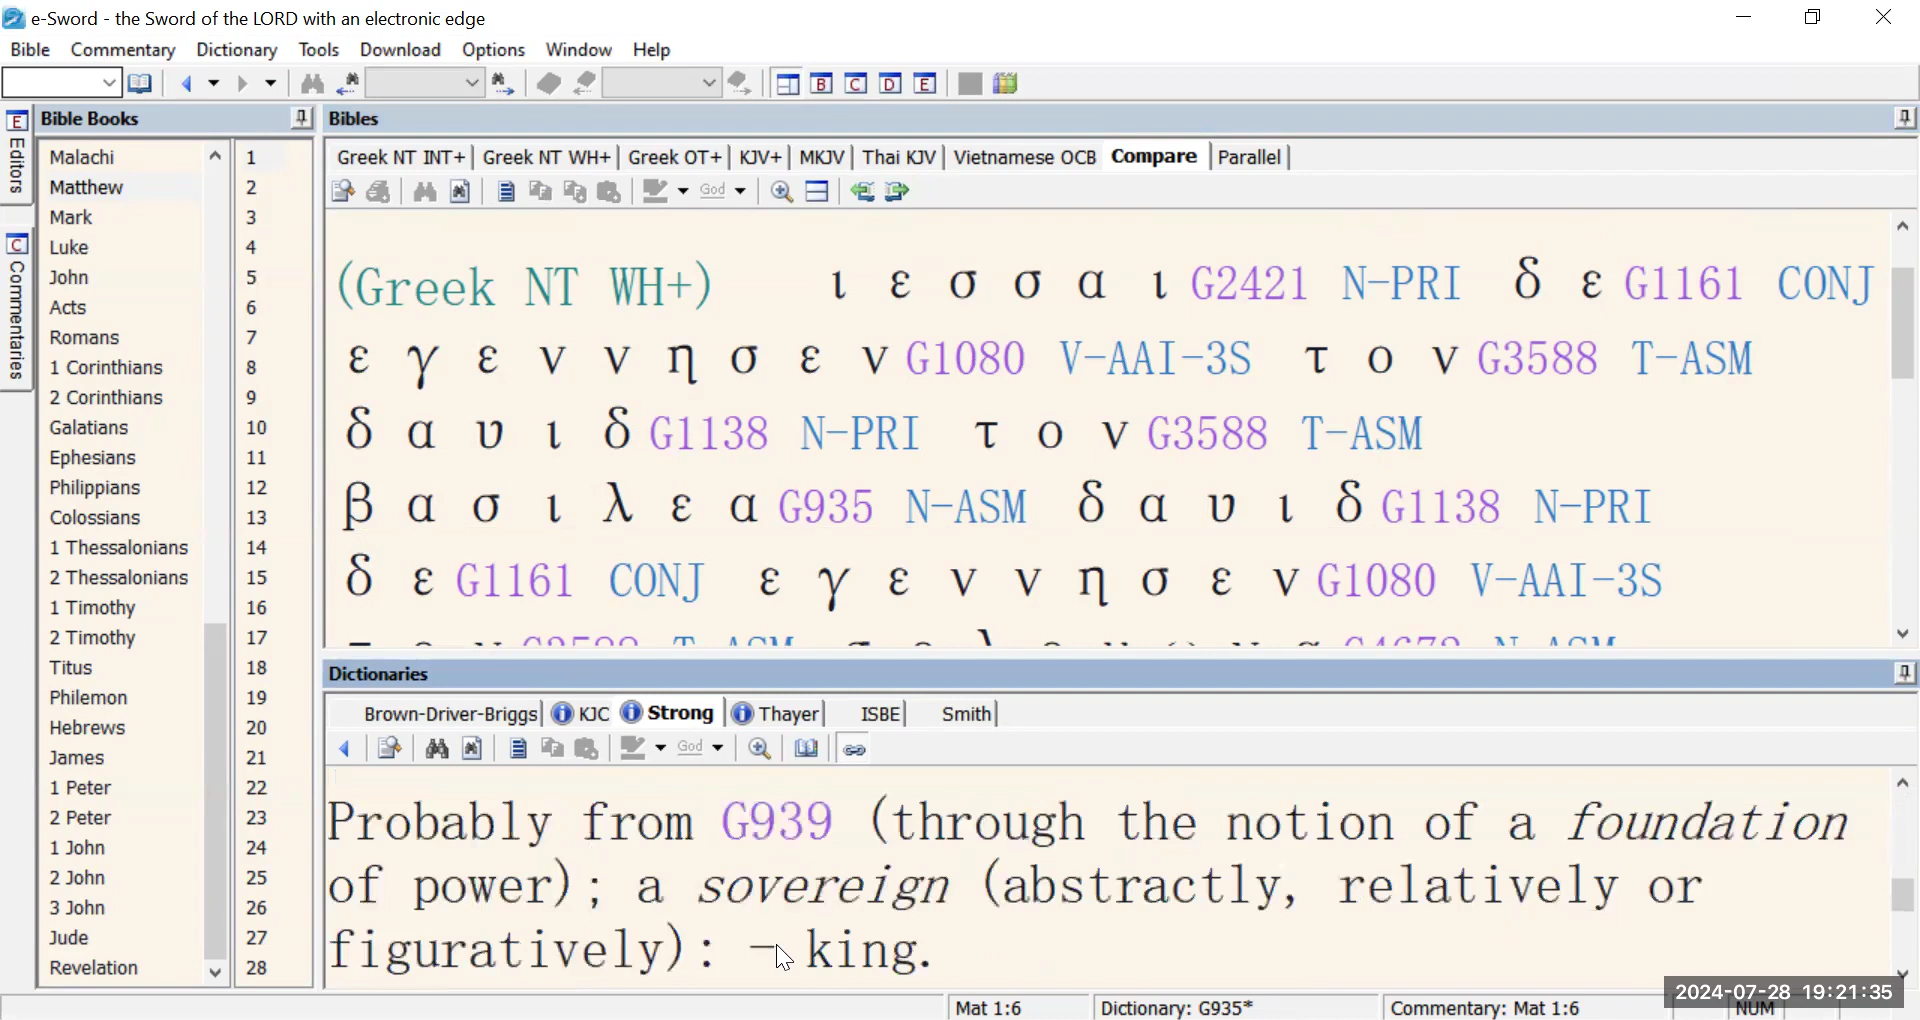 e-Sword - the Sword of the LORD with an electronic edge
Bible Commentary Dictionary Tools Download Options Window Help
B C D E
E Editors
C Commentaries
Bible Books
Malachi
Matthew
Mark
Luke
John
Acts
Romans
1 Corinthians
2 Corinthians
Galatians
Ephesians
Philippians
Colossians
1 Thessalonians
2 Thessalonians
1 Timothy
2 Timothy
Titus
Philemon
Hebrews
James
1 Peter
2 Peter
1 John
2 John
3 John
Jude
Revelation
1
2
3
4
5
6
7
8
9
10
11
12
13
14
15
16
17
18
19
20
21
22
23
24
25
26
27
28
Bibles
Greek NT INT+ Greek NT WH+ Greek OT+ KJV+ MKJV Thai KJV Vietnamese OCB Compare Parallel
God
(Greek NT WH+) ι ε σ σ α ι G2421 N-PRI δ ε G1161 CONJ
ε γ ε ν ν η σ ε ν G1080 V-AAI-3S τ ο ν G3588 T-ASM
δ α υ ι δ G1138 N-PRI τ ο ν G3588 T-ASM
β α σ ι λ ε α G935 N-ASM δ α υ ι δ G1138 N-PRI
δ ε G1161 CONJ ε γ ε ν ν η σ ε ν G1080 V-AAI-3S
Dictionaries
Brown-Driver-Briggs KJC Strong Thayer ISBE Smith
God
Probably from G939 (through the notion of a foundation
of power); a sovereign (abstractly, relatively or
figuratively): - king.
2024-07-28 19:21:35
Mat 1:6 Dictionary: G935* Commentary: Mat 1:6 NUM